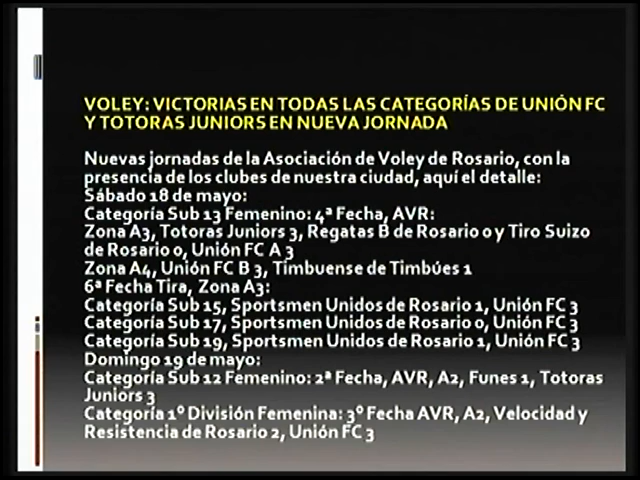 VOLEY: VICTORIAS EN TODAS LAS CATEGORÍAS DE UNIÓN FC
Y TOTORAS JUNIORS EN NUEVA JORNADA
Nuevas jornadas de la Asociación de Voley de Rosario, con la
presencia de los clubes de nuestra ciudad, aquí el detalle:
Sábado 18 de mayo:
Categoría Sub 13 Femenino: 4ª Fecha, AVR:
Zona A3, Totoras Juniors 3, Regatas B de Rosario 0 y Tiro Suizo
de Rosario 0, Unión FC A 3
Zona A4, Unión FC B 3, Timbuense de Timbúes 1
6ª Fecha Tira, Zona A3:
Categoría Sub 15, Sportsmen Unidos de Rosario 1, Unión FC 3
Categoría Sub 17, Sportsmen Unidos de Rosario 0, Unión FC 3
Categoría Sub 19, Sportsmen Unidos de Rosario 1, Unión FC 3
Domingo 19 de mayo:
Categoría Sub 12 Femenino: 2ª Fecha, AVR, A2, Funes 1, Totoras
Juniors 3
Categoría 1º División Femenina: 3º Fecha AVR, A2, Velocidad y
Resistencia de Rosario 2, Unión FC 3